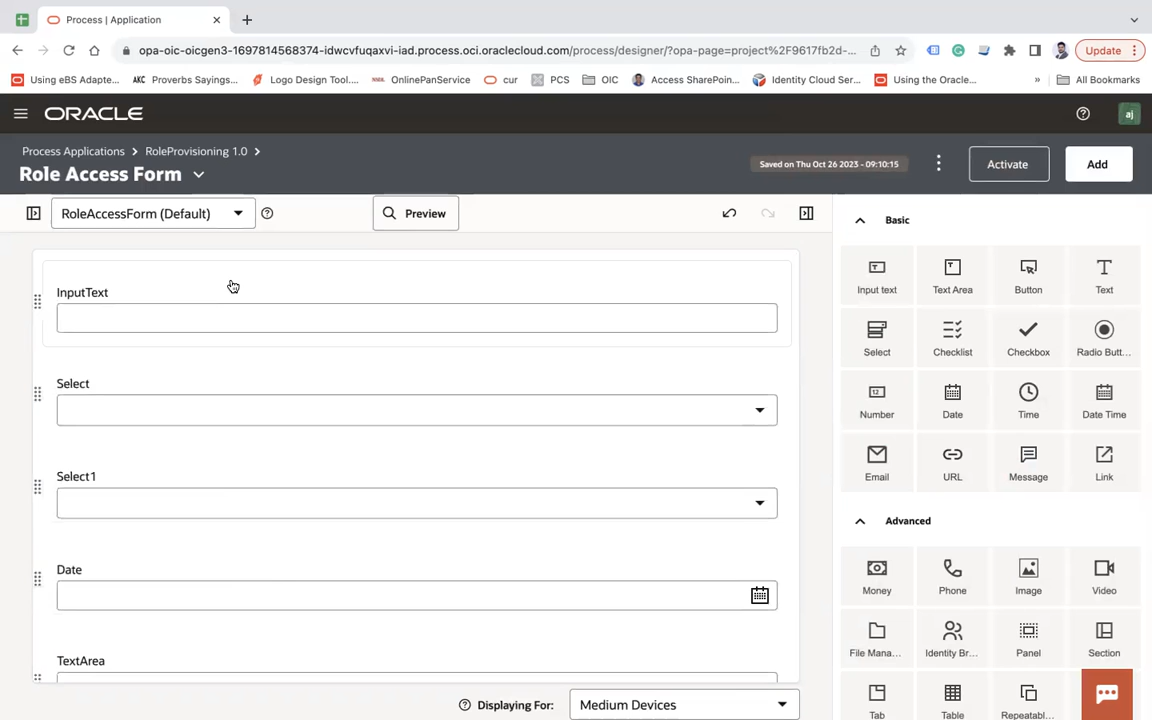 Process | Application
opa-oic-oicgen3-1697814568374-idwcvfuqaxvi-iad.process.oci.oraclecloud.com/process/designer/?opa-page=project%2F9617fb2d-...
Update
Using eBS Adapte...
AKC Proverbs Sayings...
Logo Design Tool....
OnlinePanService
cur
PCS
OIC
Access SharePoin...
Identity Cloud Ser...
Using the Oracle...
»
All Bookmarks
ORACLE
aj
Process Applications > RoleProvisioning 1.0 >
Role Access Form
Saved on Thu Oct 26 2023 - 09:10:15
Activate
Add
RoleAccessForm (Default)
Preview
InputText
Select
Select1
Date
TextArea
Displaying For:
Medium Devices
Basic
Input text
Text Area
Button
Text
Select
Checklist
Checkbox
Radio Butt...
Number
Date
Time
Date Time
Email
URL
Message
Link
Advanced
Money
Phone
Image
Video
File Mana...
Identity Br...
Panel
Section
Tab
Table
Repeatabl...